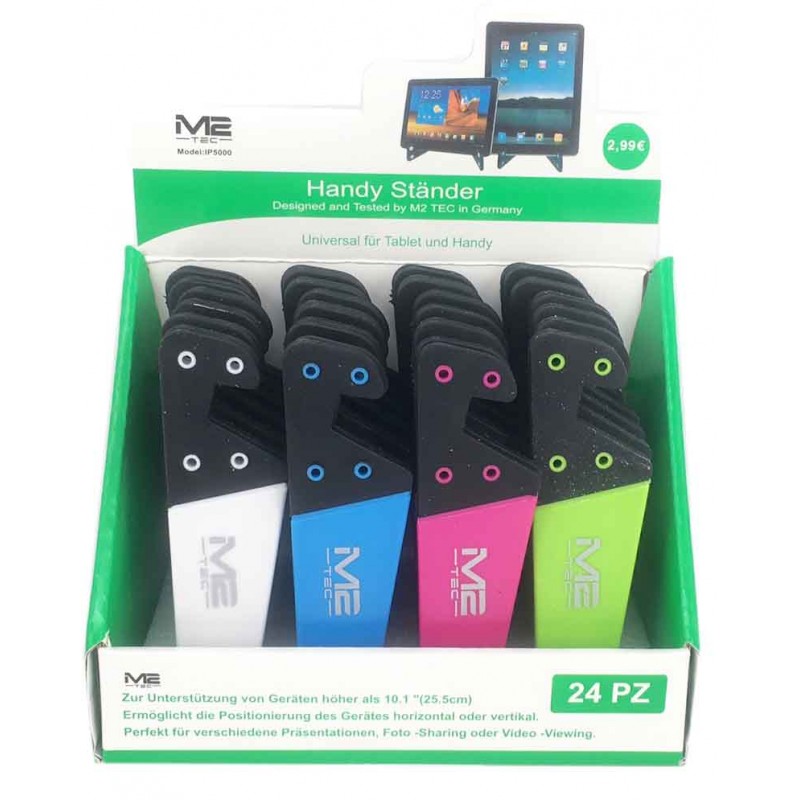 M2
TEC
Model:IP5000
12:25
2,99€
Handy Ständer
Designed and Tested by M2 TEC in Germany
Universal für Tablet und Handy
M2
TEC
M2
TEC
M2
TEC
M2
TEC
M2
TEC
Zur Unterstützung von Geräten höher als 10.1 "(25.5cm)
Ermöglicht die Positionierung des Gerätes horizontal oder vertikal.
Perfekt für verschiedene Präsentationen, Foto -Sharing oder Video -Viewing.
24 PZ